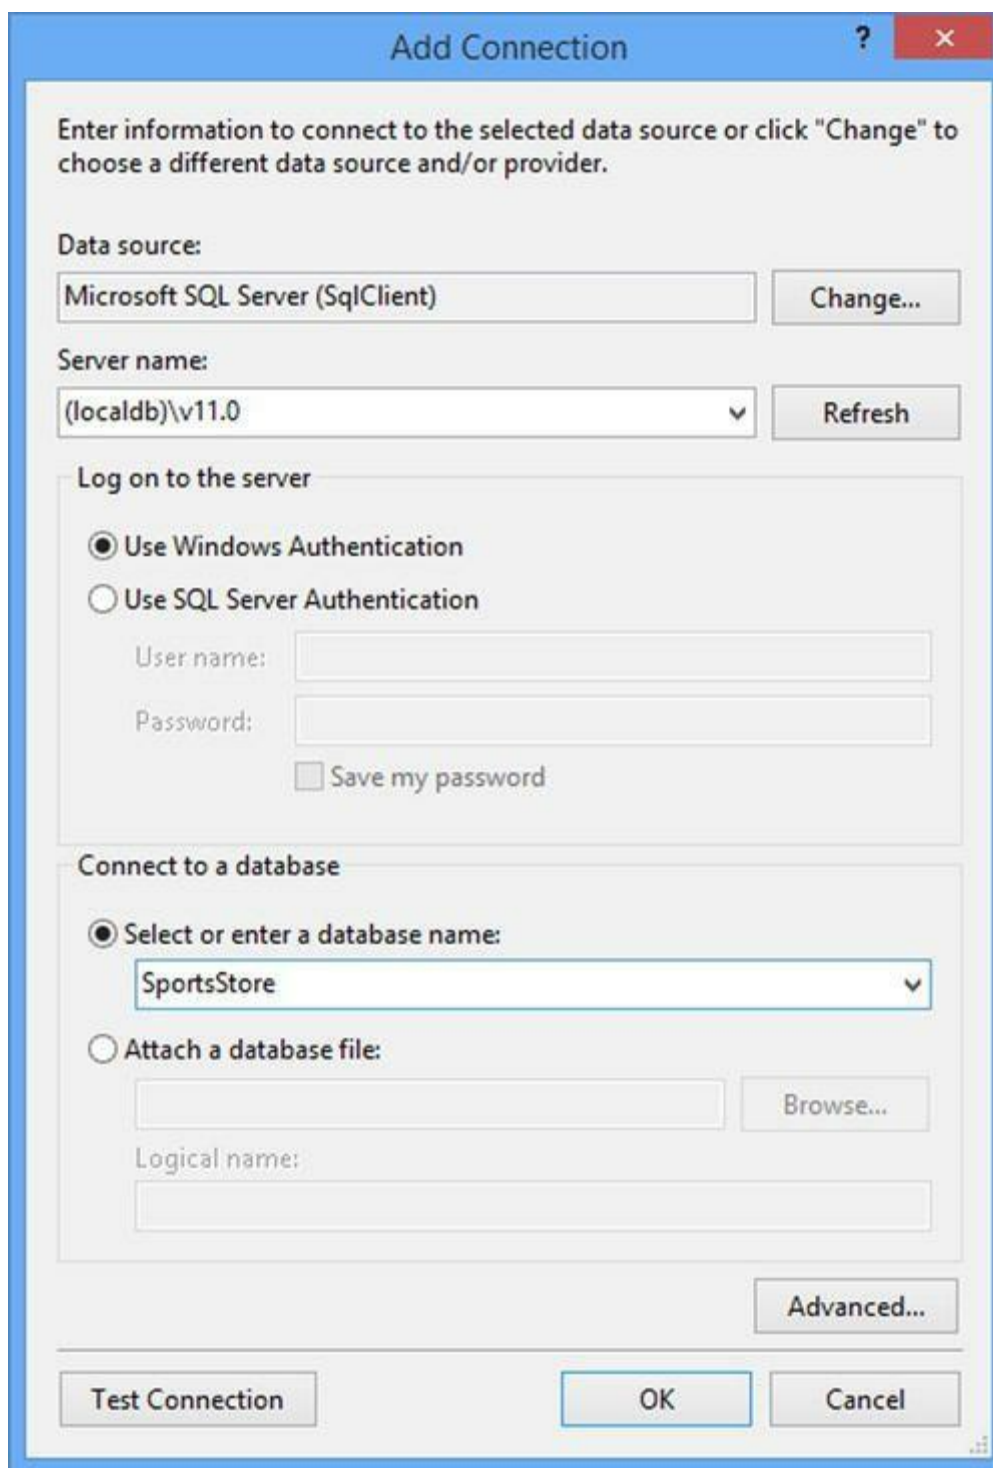 Add Connection
?
Enter information to connect to the selected data source or click "Change" to
choose a different data source and/or provider.
Data source:
Microsoft SQL Server (SqlClient)
Change...
Server name:
(localdb)\v11.0
Refresh
Log on to the server
Use Windows Authentication
Use SQL Server Authentication
User name:
Password:
Save my password
Connect to a database
Select or enter a database name:
SportsStore
Attach a database file:
Browse...
Logical name:
Advanced...
Test Connection
OK
Cancel